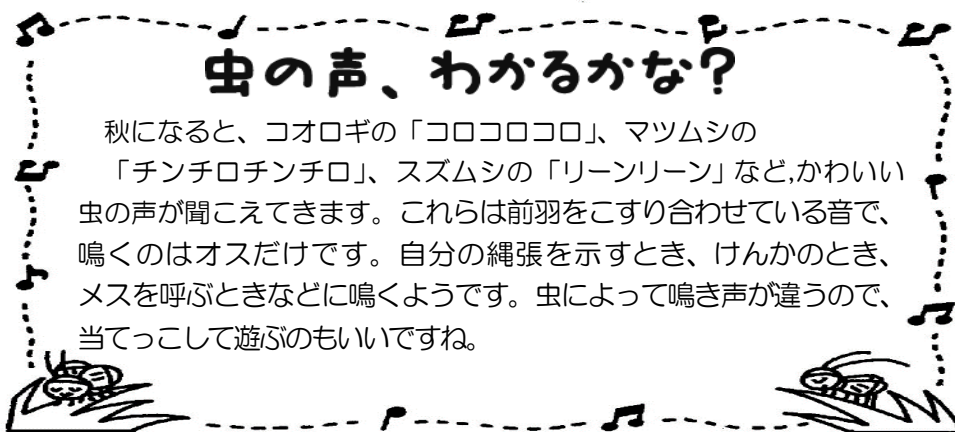 虫の声、わかるかな？
秋になると、コオロギの「コロコロコロ」、マツムシの
「チンチロチンチロ」、スズムシの「リーンリーン」など,かわいい
虫の声が聞こえてきます。これらは前羽をこすり合わせている音で、
鳴くのはオスだけです。自分の縄張を示すとき、けんかのとき、
メスを呼ぶときなどに鳴くようです。虫によって鳴き声が違うので、
当てっこして遊ぶのもいいですね。